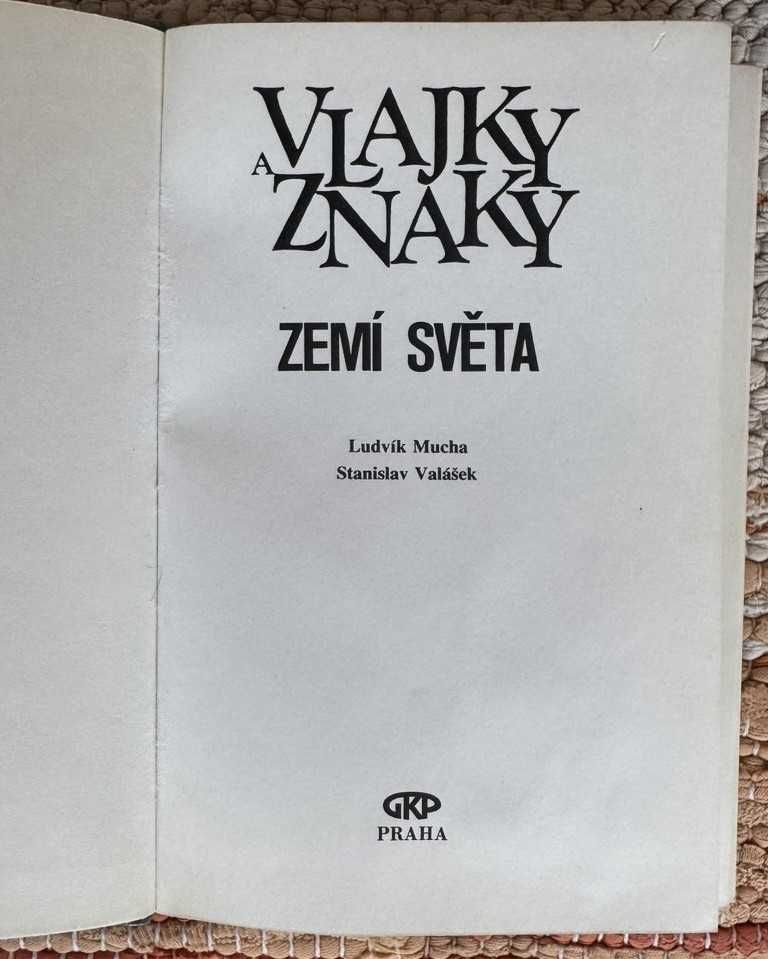 VLAJKY
A ZNAKY
ZEMÍ SVĚTA
Ludvík Mucha
Stanislav Valášek
GKP
PRAHA